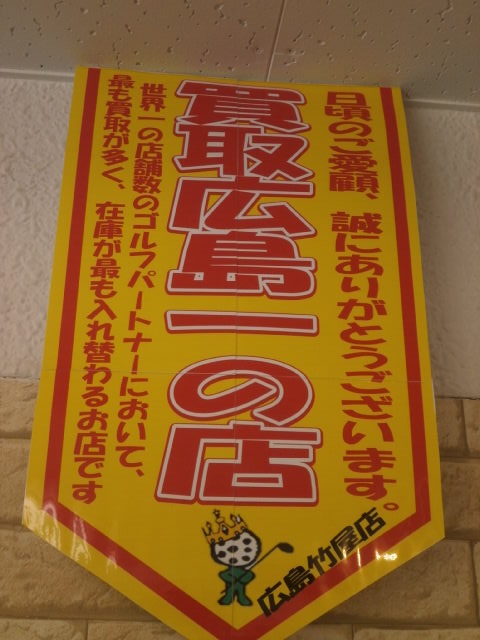 日頃のご愛顧、誠にありがとうございます。
買取広島一の店
世界一の店舗数のゴルフパートナーにおいて、
最も買取が多く、在庫が最も入れ替わるお店です
広島竹屋店